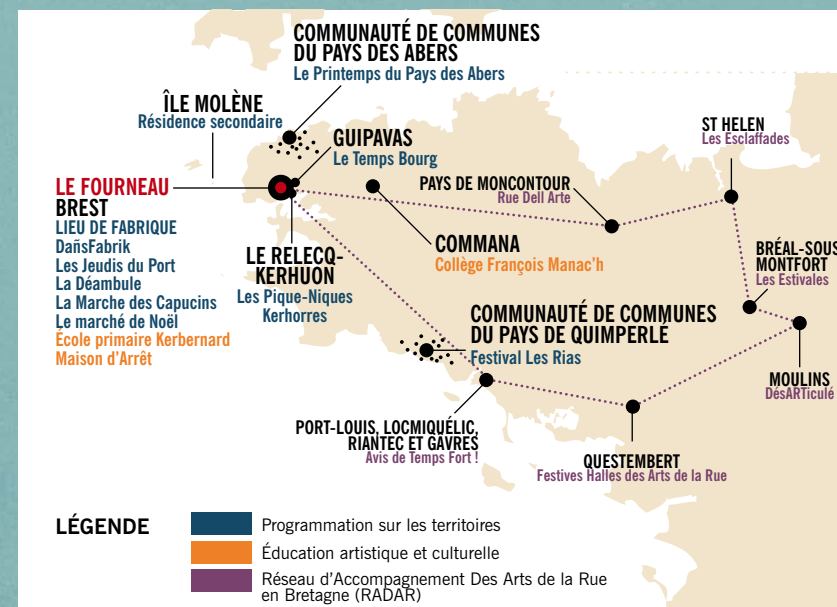 COMMUNAUTÉ DE COMMUNES
DU PAYS DES ABERS
Le Printemps du Pays des Abers
ÎLE MOLÈNE
Résidence secondaire
GUIPAVAS
Le Temps Bourg
ST HELEN
Les Esclaffades
LE FOURNEAU
BREST
LIEU DE FABRIQUE
DañsFabrik
Les Jeudis du Port
La Déambule
La Marche des Capucins
Le marché de Noël
École primaire Kerbernard
Maison d'Arrêt
PAYS DE MONCONTOUR
Rue Dell Arte
LE RELECQ-
KERHUON
Les Pique-Niques
Kerhorres
COMMANA
Collège François Manac'h
BRÉAL-SOUS
MONTFORT
Les Estivales
COMMUNAUTÉ DE COMMUNES
DU PAYS DE QUIMPERLÉ
Festival Les Rias
MOULINS
DésARTiculé
PORT-LOUIS, LOCMIQUÉLIC,
RIANTEC ET GÂVRES
Avis de Temps Fort !
QUESTEMBERT
Festives Halles des Arts de la Rue
LÉGENDE
Programmation sur les territoires
Éducation artistique et culturelle
Réseau d'Accompagnement Des Arts de la Rue
en Bretagne (RADAR)